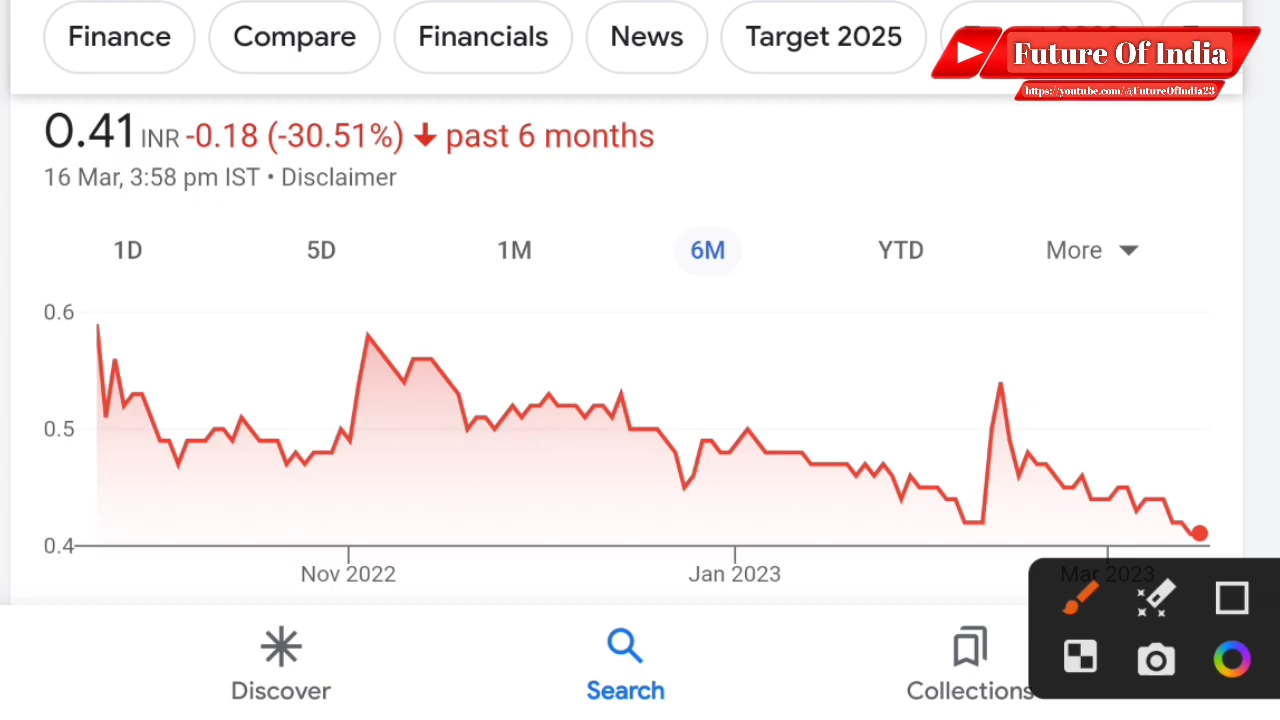 Finance
Compare
Financials
News
Target 2025
Future Of India
https://youtube.com/@FutureOfIndia23
0.41 INR -0.18 (-30.51%) ↓ past 6 months
16 Mar, 3:58 pm IST • Disclaimer
1D
5D
1M
6M
YTD
More
0.6
0.5
0.4
Nov 2022
Jan 2023
Mar 2023
Discover
Search
Collections